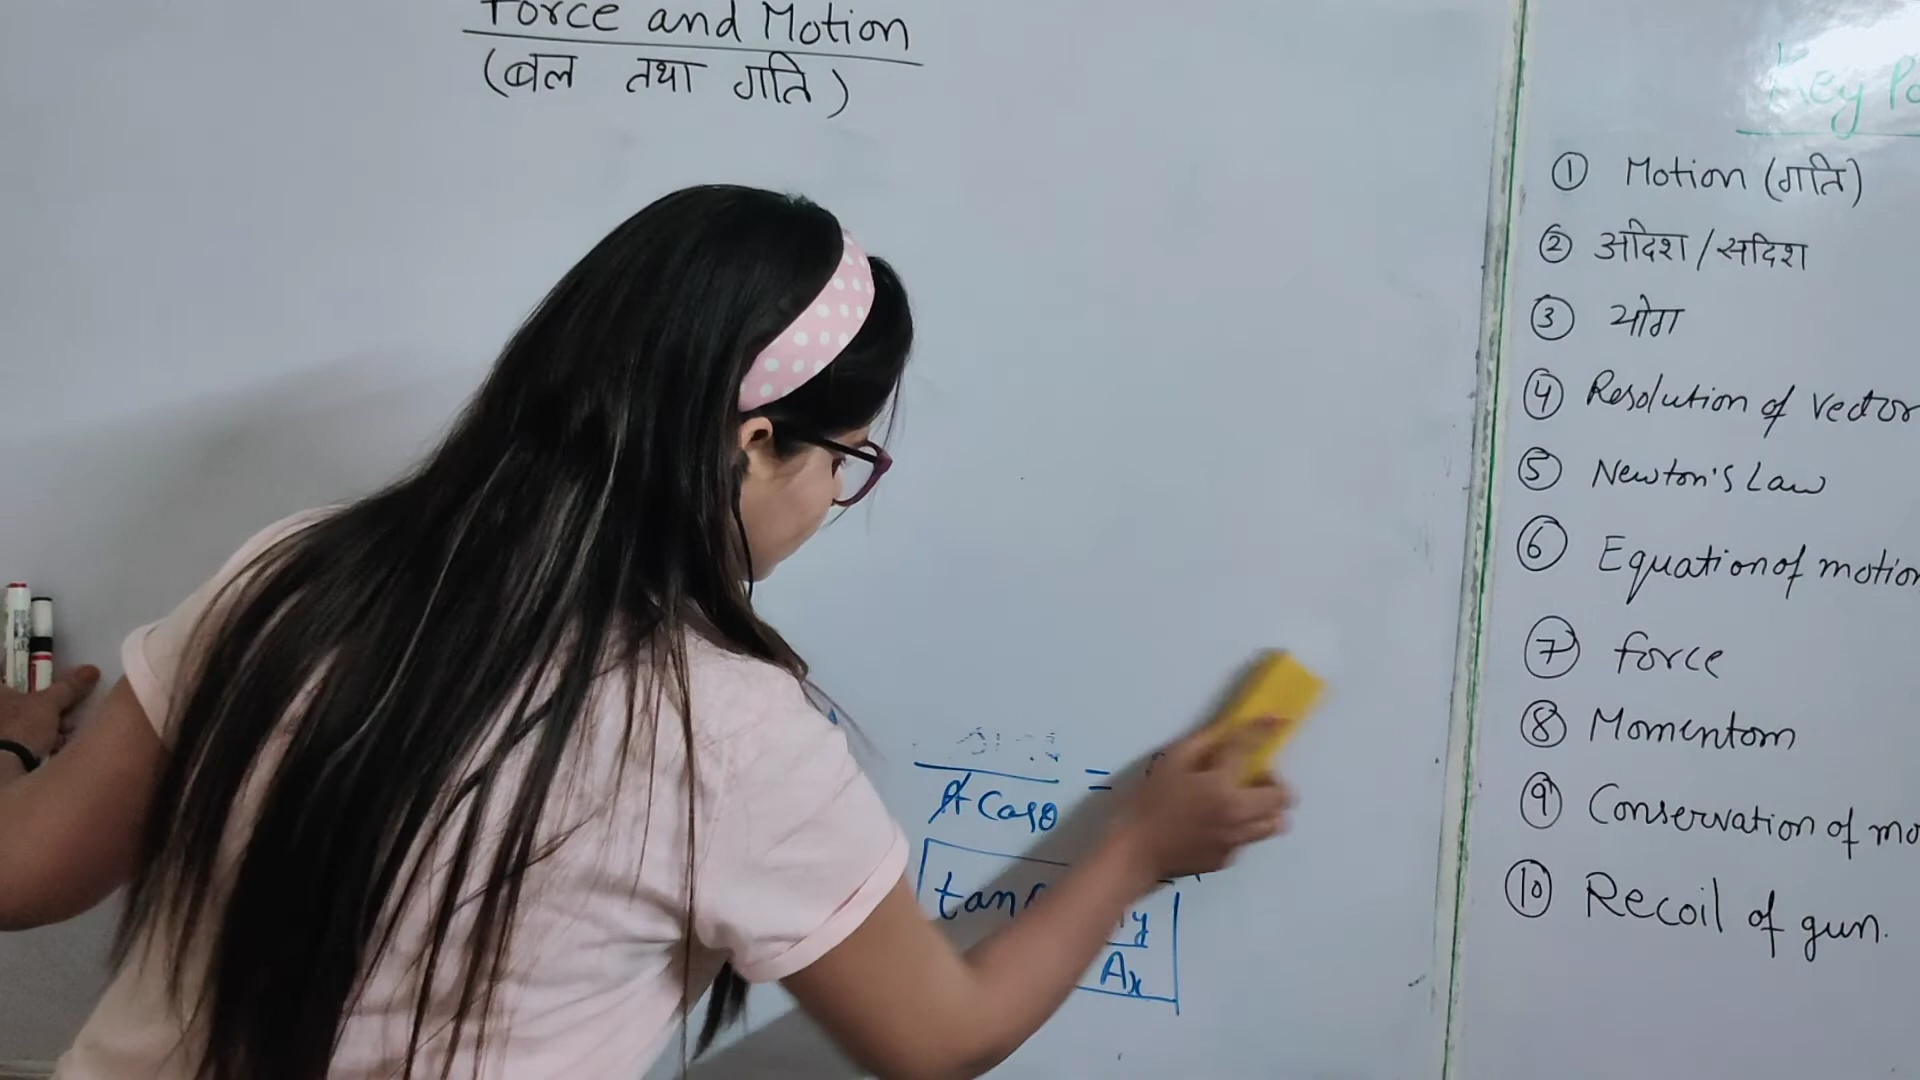 Force and Motion
(बल तथा गति)
= 
A Cosθ
tan
y
Ax
Key Po
① Motion (गति)
② अदिश / सदिश
③ योग
④ Resolution of Vector
⑤ Newton's Law
⑥ Equation of motion
⑦ force
⑧ Momentom
⑨ Conservation of mo
⑩ Recoil of gun.